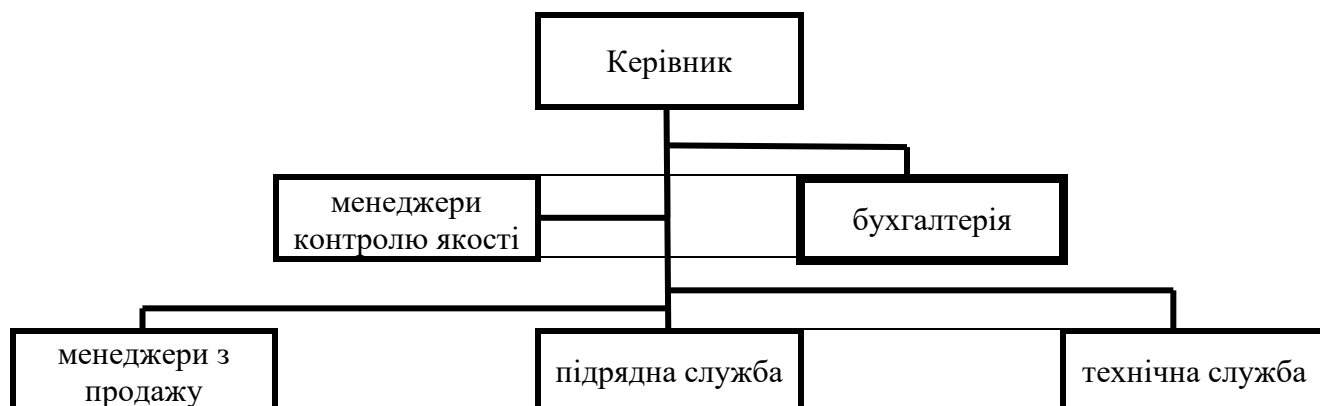 Керівник
менеджери
контролю якості
бухгалтерія
менеджери з
продажу
підрядна служба
технічна служба